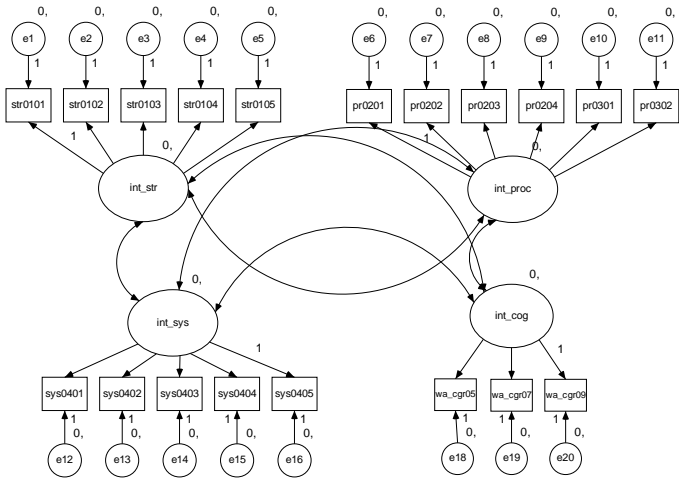 0, 0, 0, 0, 0, 0, 0, 0, 0, 0, 0,
e1 e2 e3 e4 e5 e6 e7 e8 e9 e10 e11
1 1 1 1 1 1 1 1 1 1 1
str0101 str0102 str0103 str0104 str0105 pr0201 pr0202 pr0203 pr0204 pr0301 pr0302
1 0, 1 0,
int_str int_proc
0, 0,
int_sys int_cog
1 1
sys0401 sys0402 sys0403 sys0404 sys0405 wa_cgr05 wa_cgr07 wa_cgr09
1 1 1 1 1 1 1 1
0, 0, 0, 0, 0, 0, 0, 0,
e12 e13 e14 e15 e16 e18 e19 e20